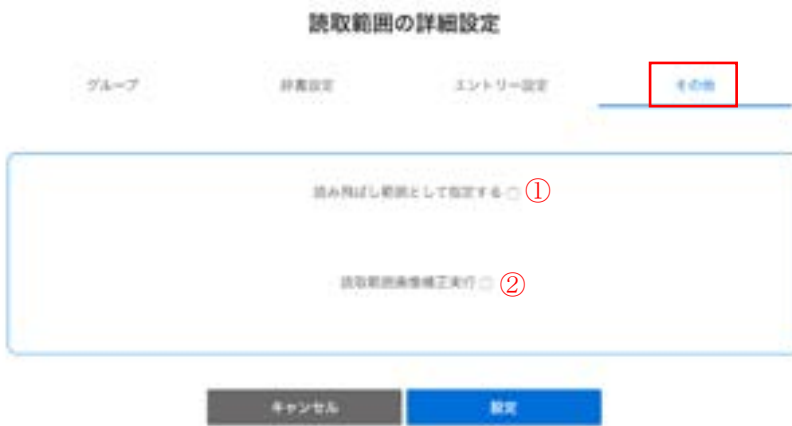 読取範囲の詳細設定
グループ
辞書設定
エントリー設定
その他
読み飛ばし範囲として指定する ①
読取範囲画像補正実行 ②
キャンセル
設定